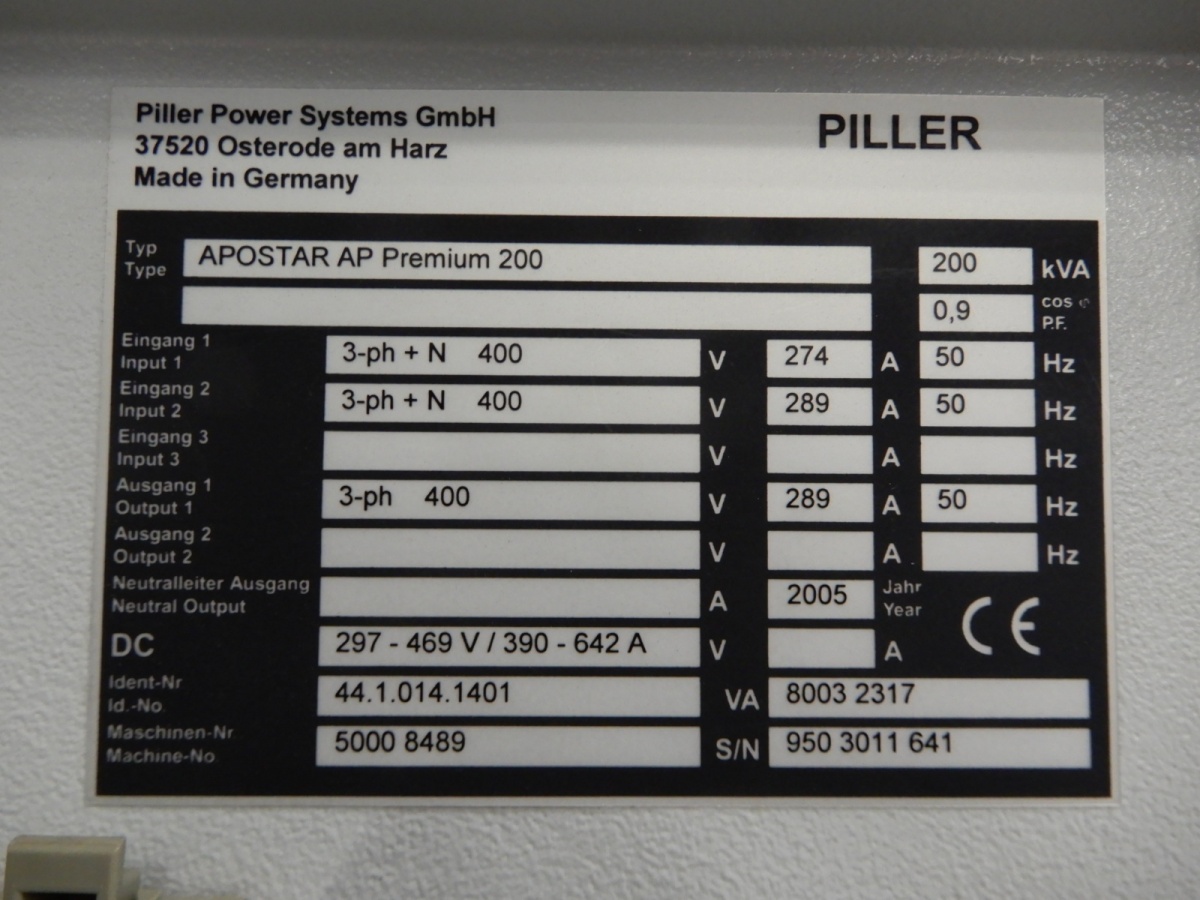 Piller Power Systems GmbH
37520 Osterode am Harz
Made in Germany
PILLER
Typ
Type
APOSTAR AP Premium 200
200 kVA
0,9
cos φ
P.F.
Eingang 1
Input 1
3-ph + N 400 V 274 A 50 Hz
Eingang 2
Input 2
3-ph + N 400 V 289 A 50 Hz
Eingang 3
Input 3
V A Hz
Ausgang 1
Output 1
3-ph 400 V 289 A 50 Hz
Ausgang 2
Output 2
V A Hz
Neutralleiter Ausgang
Neutral Output
A 2005
Jahr
Year
CE
DC 297 - 469 V / 390 - 642 A V A
Ident-Nr
Id.-No.
44.1.014.1401 VA 8003 2317
Maschinen-Nr
Machine-No
5000 8489 S/N 950 3011 641